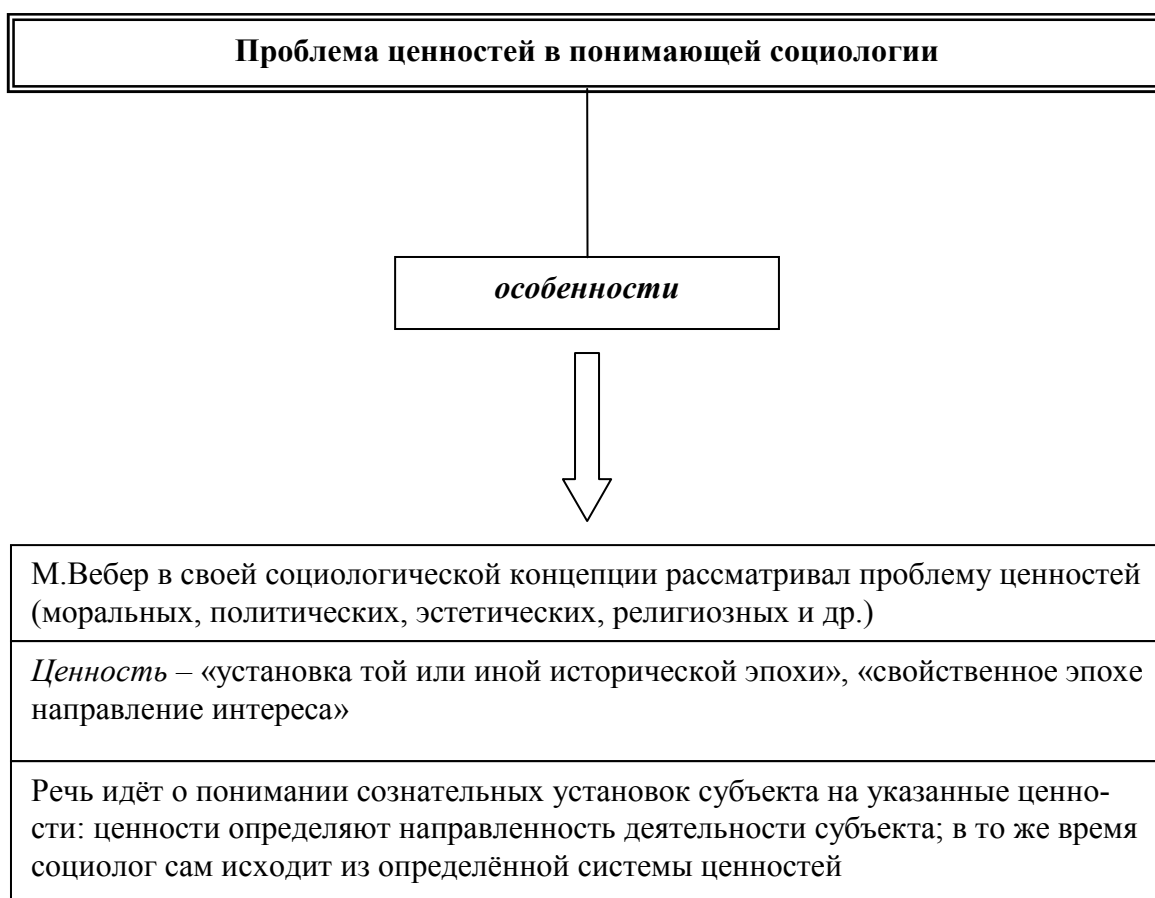 Проблема ценностей в понимающей социологии
особенности
М.Вебер в своей социологической концепции рассматривал проблему ценностей
(моральных, политических, эстетических, религиозных и др.)
Ценность – «установка той или иной исторической эпохи», «свойственное эпохе
направление интереса»
Речь идёт о понимании сознательных установок субъекта на указанные ценно-
сти: ценности определяют направленность деятельности субъекта; в то же время
социолог сам исходит из определённой системы ценностей